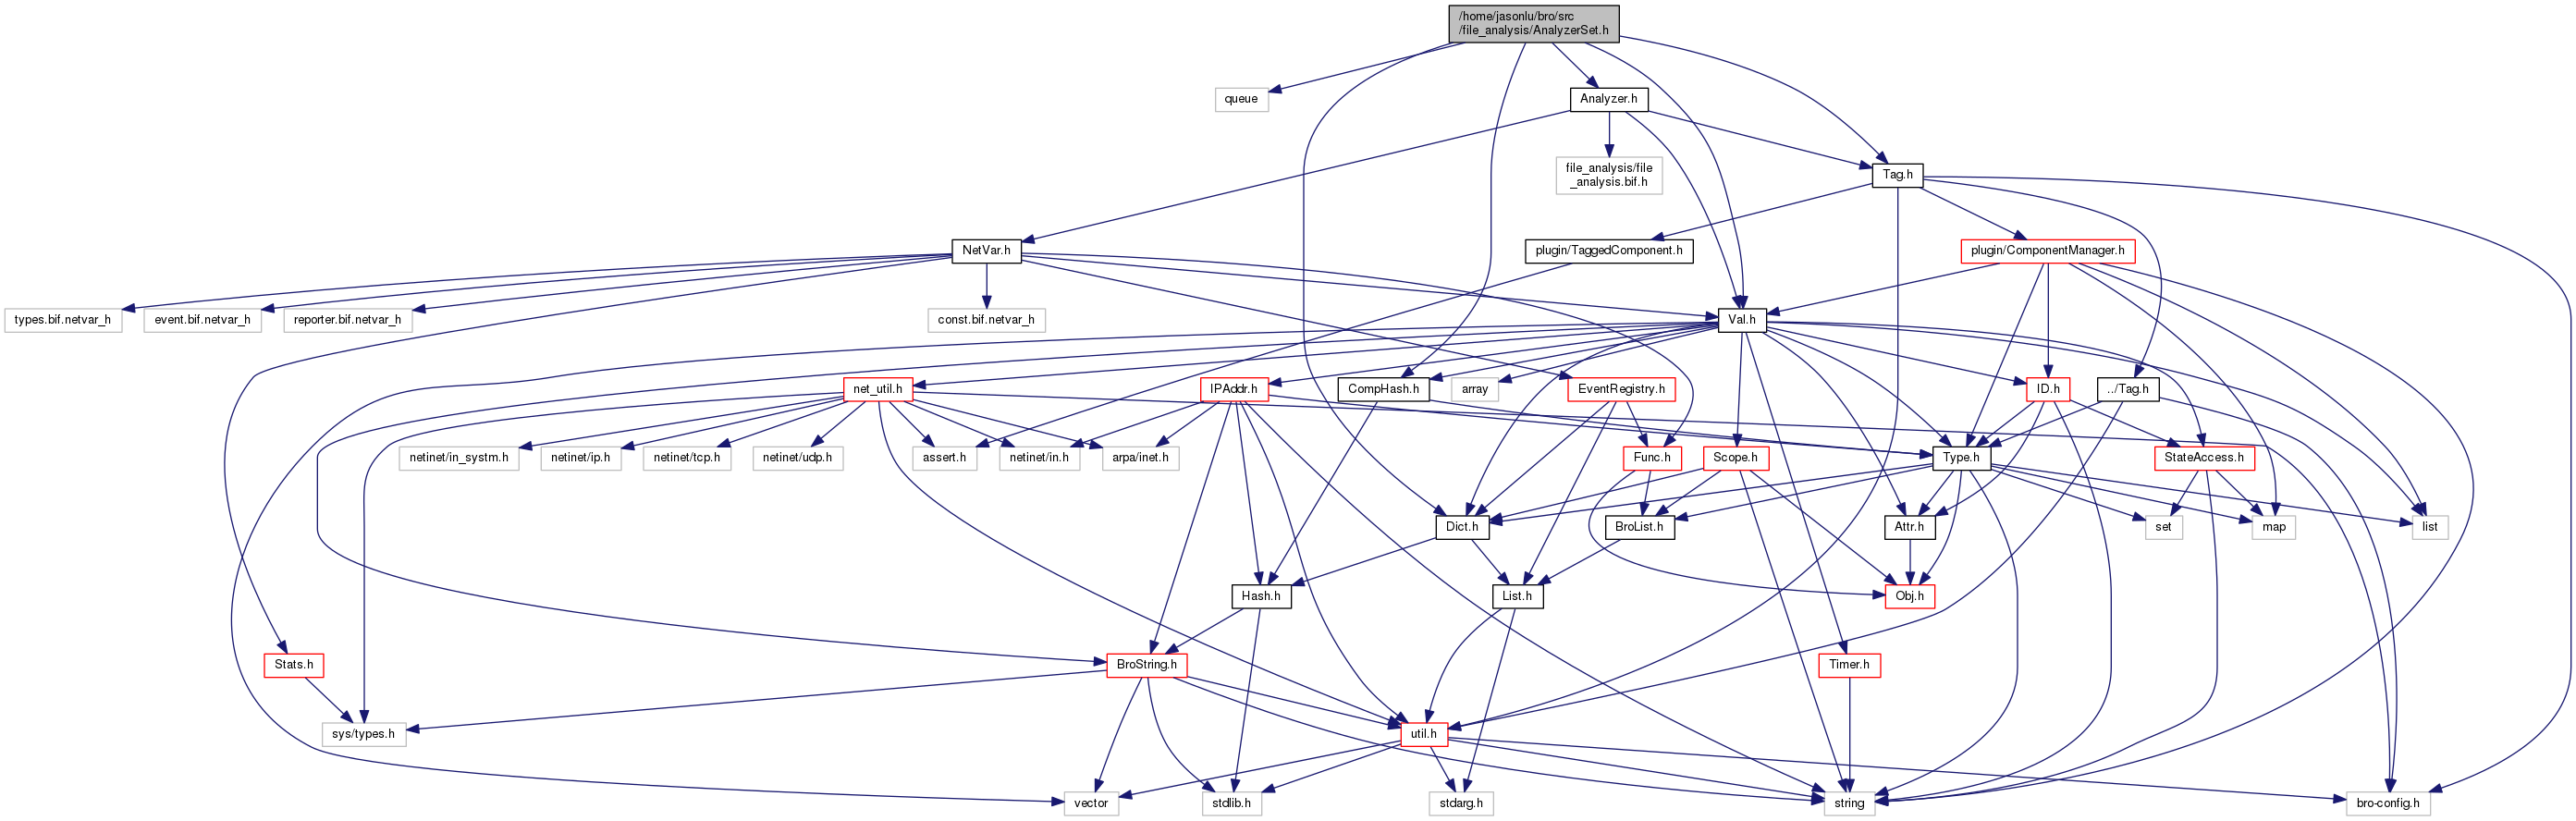 /home/jasonlu/bro/src
/file_analysis/AnalyzerSet.h
queue
Analyzer.h
file_analysis/file
_analysis.bif.h
Tag.h
NetVar.h
plugin/TaggedComponent.h
plugin/ComponentManager.h
types.bif.netvar_h
event.bif.netvar_h
reporter.bif.netvar_h
const.bif.netvar_h
Val.h
net_util.h
IPAddr.h
CompHash.h
array
EventRegistry.h
ID.h
../Tag.h
netinet/in_systm.h
netinet/ip.h
netinet/tcp.h
netinet/udp.h
assert.h
netinet/in.h
arpa/inet.h
Func.h
Scope.h
Type.h
StateAccess.h
Dict.h
BroList.h
Attr.h
set
map
list
Hash.h
List.h
Obj.h
Stats.h
BroString.h
Timer.h
sys/types.h
util.h
vector
stdlib.h
stdarg.h
string
bro-config.h